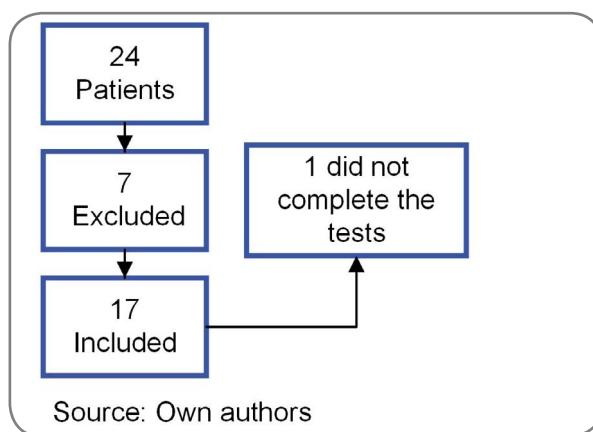 24
Patients
7
Excluded
1 did not
complete the
tests
17
Included
Source: Own authors